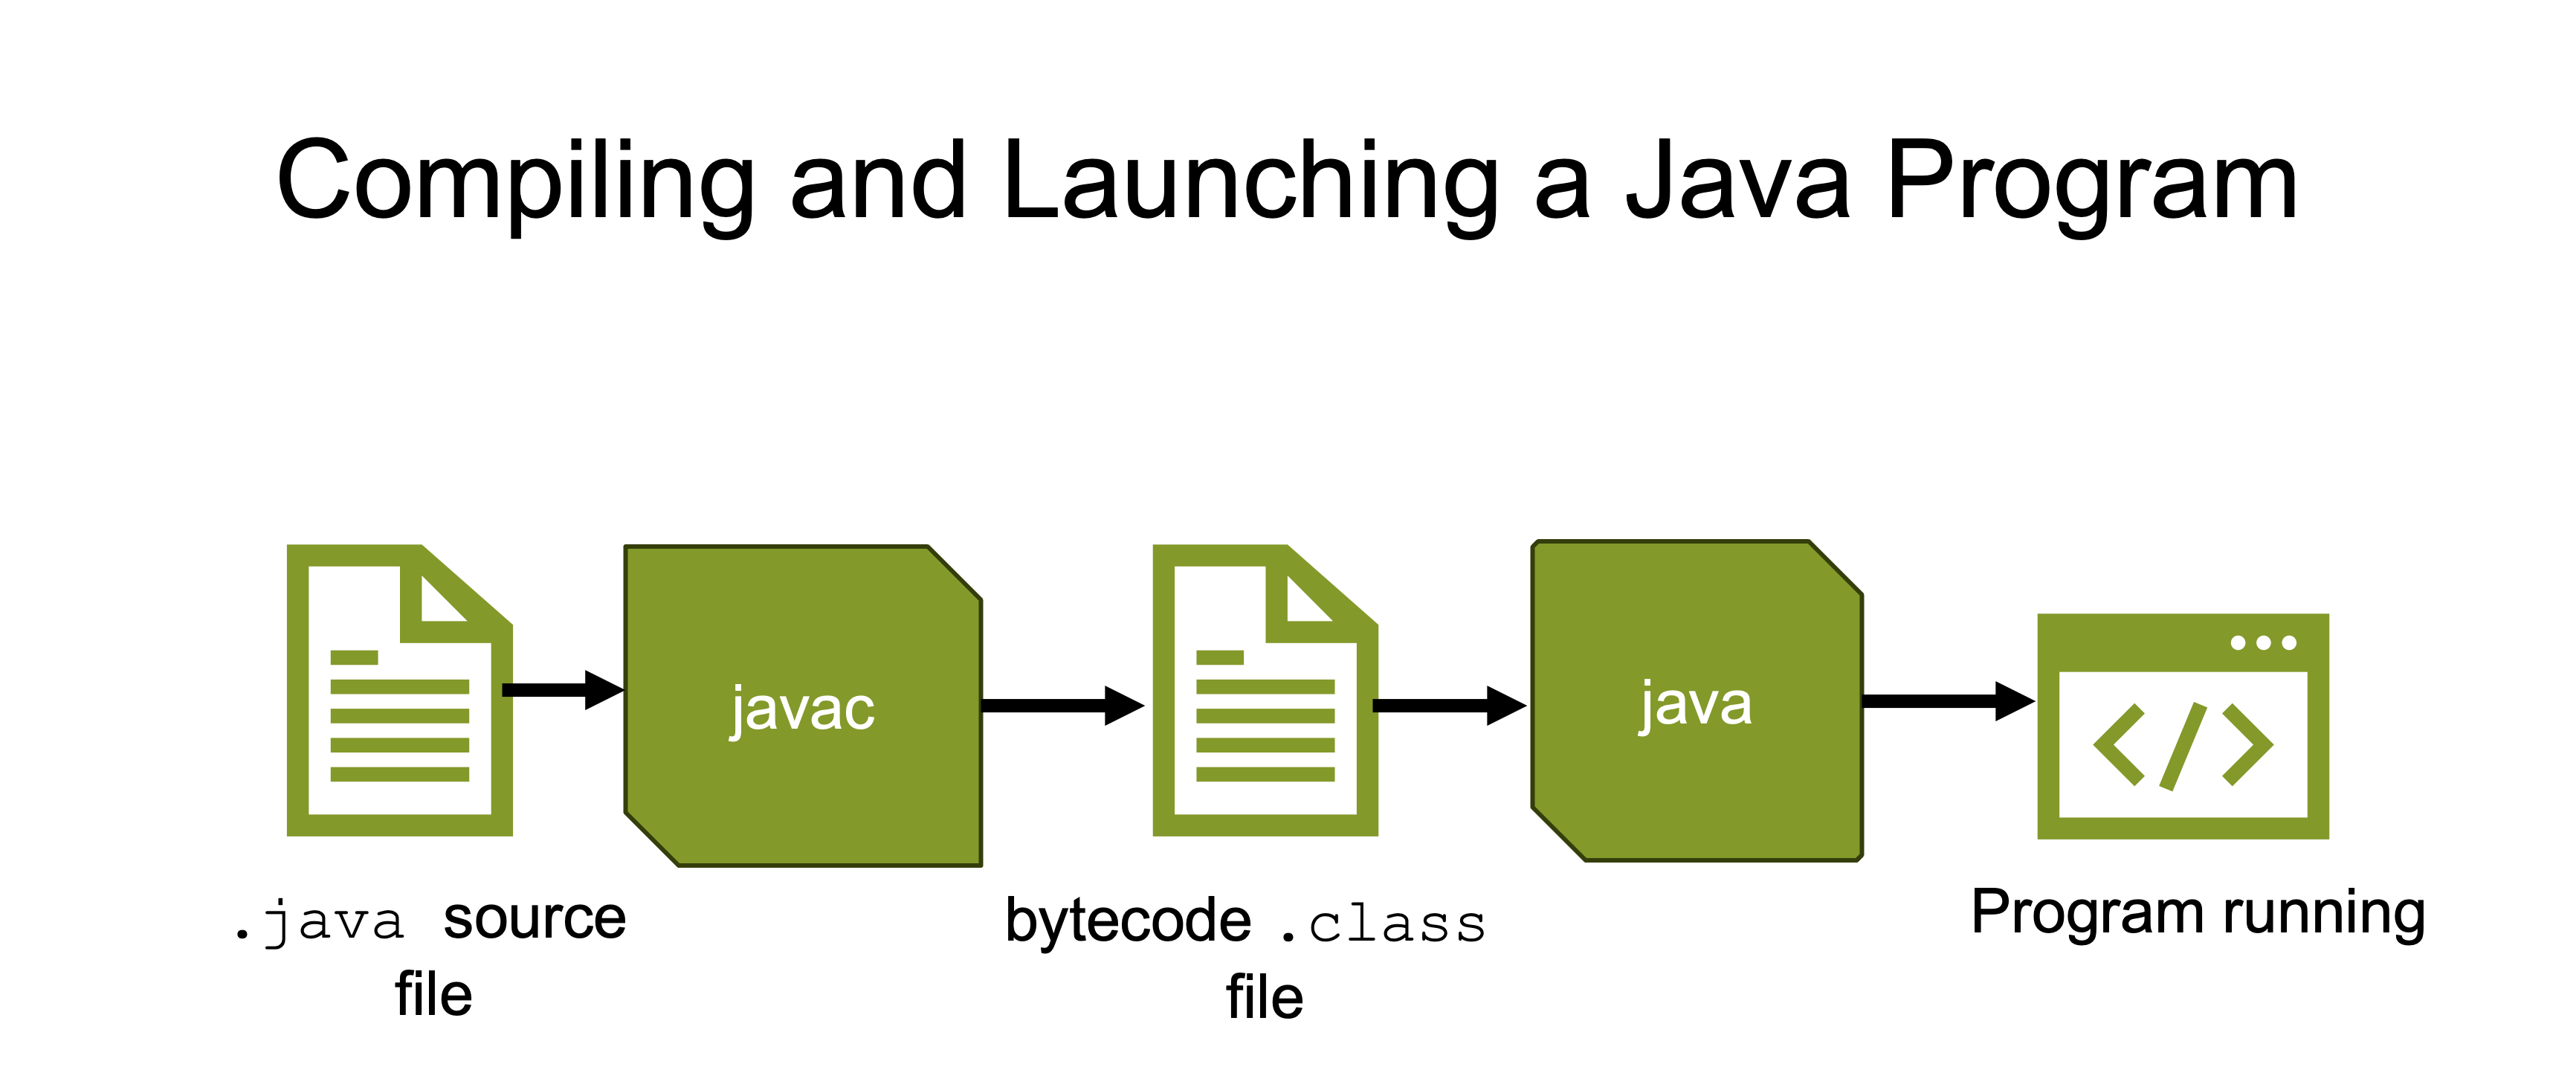 Compiling and Launching a Java Program
javac
java
.java source
file
bytecode .class
file
Program running